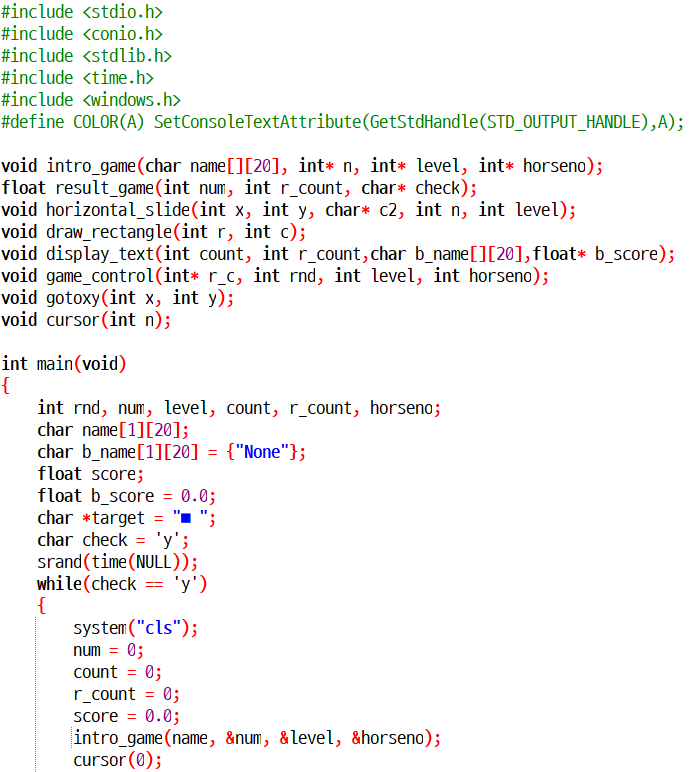 #include <stdio.h>
#include <conio.h>
#include <stdlib.h>
#include <time.h>
#include <windows.h>
#define COLOR(A) SetConsoleTextAttribute(GetStdHandle(STD_OUTPUT_HANDLE),A);

void intro_game(char name[][20], int* n, int* level, int* horseno);
float result_game(int num, int r_count, char* check);
void horizontal_slide(int x, int y, char* c2, int n, int level);
void draw_rectangle(int r, int c);
void display_text(int count, int r_count,char b_name[][20],float* b_score);
void game_control(int* r_c, int rnd, int level, int horseno);
void gotoxy(int x, int y);
void cursor(int n);

int main(void)
{
    int rnd, num, level, count, r_count, horseno;
    char name[1][20];
    char b_name[1][20] = {"None"};
    float score;
    float b_score = 0.0;
    char *target = "■ ";
    char check = 'y';
    srand(time(NULL));
    while(check == 'y')
    {
        system("cls");
        num = 0;
        count = 0;
        r_count = 0;
        score = 0.0;
        intro_game(name, &num, &level, &horseno);
        cursor(0);